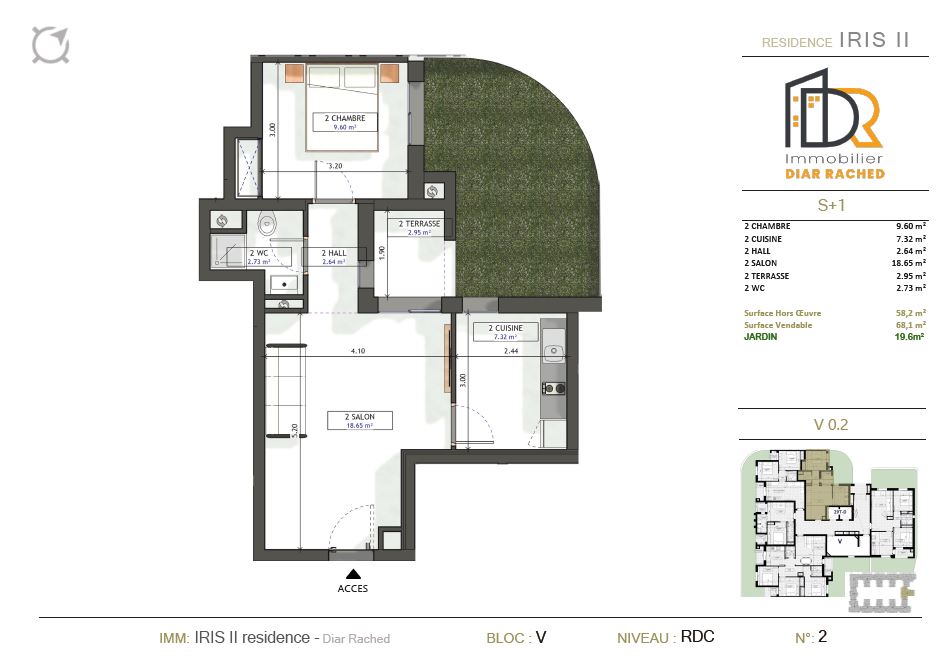 RESIDENCE IRIS II
DR
Immobilier
DIAR RACHED
S+1
2 CHAMBRE 9.60 m²
2 CUISINE 7.32 m²
2 HALL 2.64 m²
2 SALON 18.65 m²
2 TERRASSE 2.95 m²
2 WC 2.73 m²
Surface Hors Œuvre 58,2 m²
Surface Vendable 68,1 m²
JARDIN 19.6m²
2 CHAMBRE
9.60 m²
3.00
3.20
2 TERRASSE
2.95 m²
1.90
2 WC
2.73 m²
2 HALL
2.64 m²
2 CUISINE
7.32 m²
4.10
2.44
3.00
2 SALON
18.65 m²
5.20
ACCES
V 0.2
V
IMM: IRIS II residence - Diar Rached BLOC : V NIVEAU : RDC N°: 2